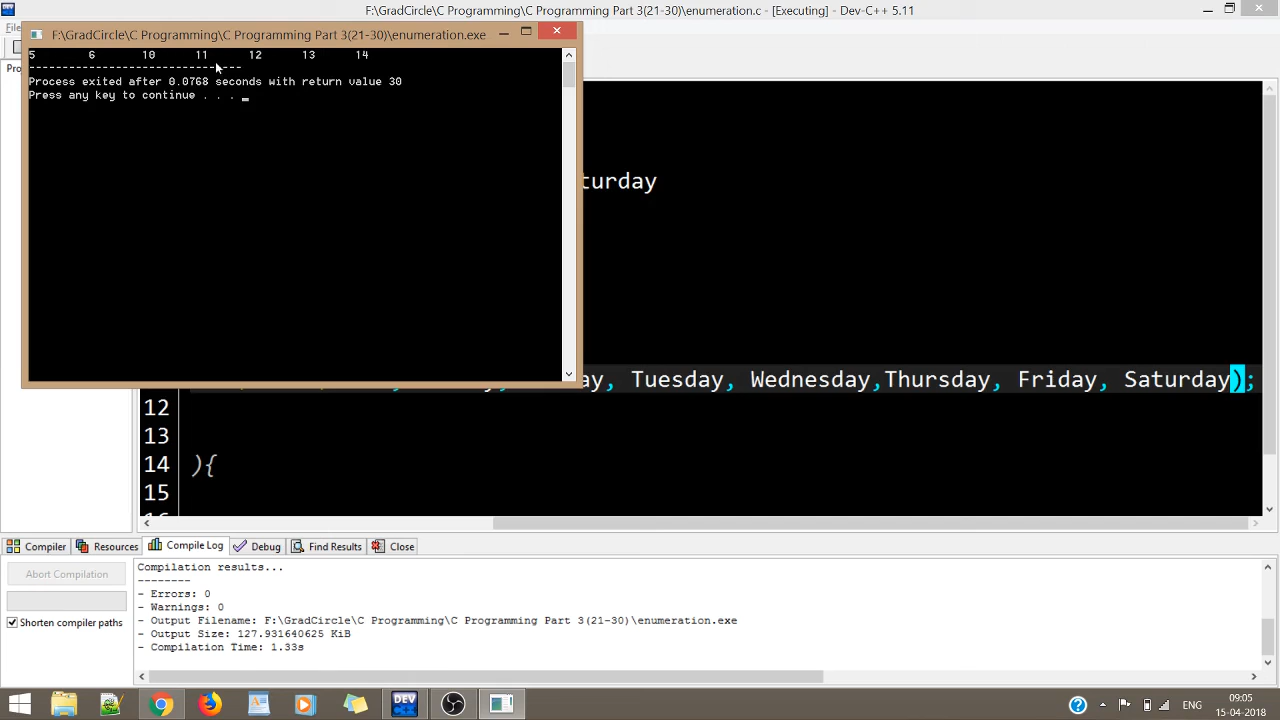 F:\GradCircle\C Programming\C Programming Part 3(21-30)\enumeration.c - [Executing] - Dev-C++ 5.11
F:\GradCircle\C Programming\C Programming Part 3(21-30)\enumeration.exe
5 6 10 11 12 13 14
--------------------------------
Process exited after 0.0768 seconds with return value 30
Press any key to continue . . .
turday
ay, Tuesday, Wednesday,Thursday, Friday, Saturday);
12
13
14 ){
15
Compiler Resources Compile Log Debug Find Results Close
Abort Compilation
Shorten compiler paths
Compilation results...
--------
- Errors: 0
- Warnings: 0
- Output Filename: F:\GradCircle\C Programming\C Programming Part 3(21-30)\enumeration.exe
- Output Size: 127.931640625 KiB
- Compilation Time: 1.33s
DEV
09:05
15-04-2018